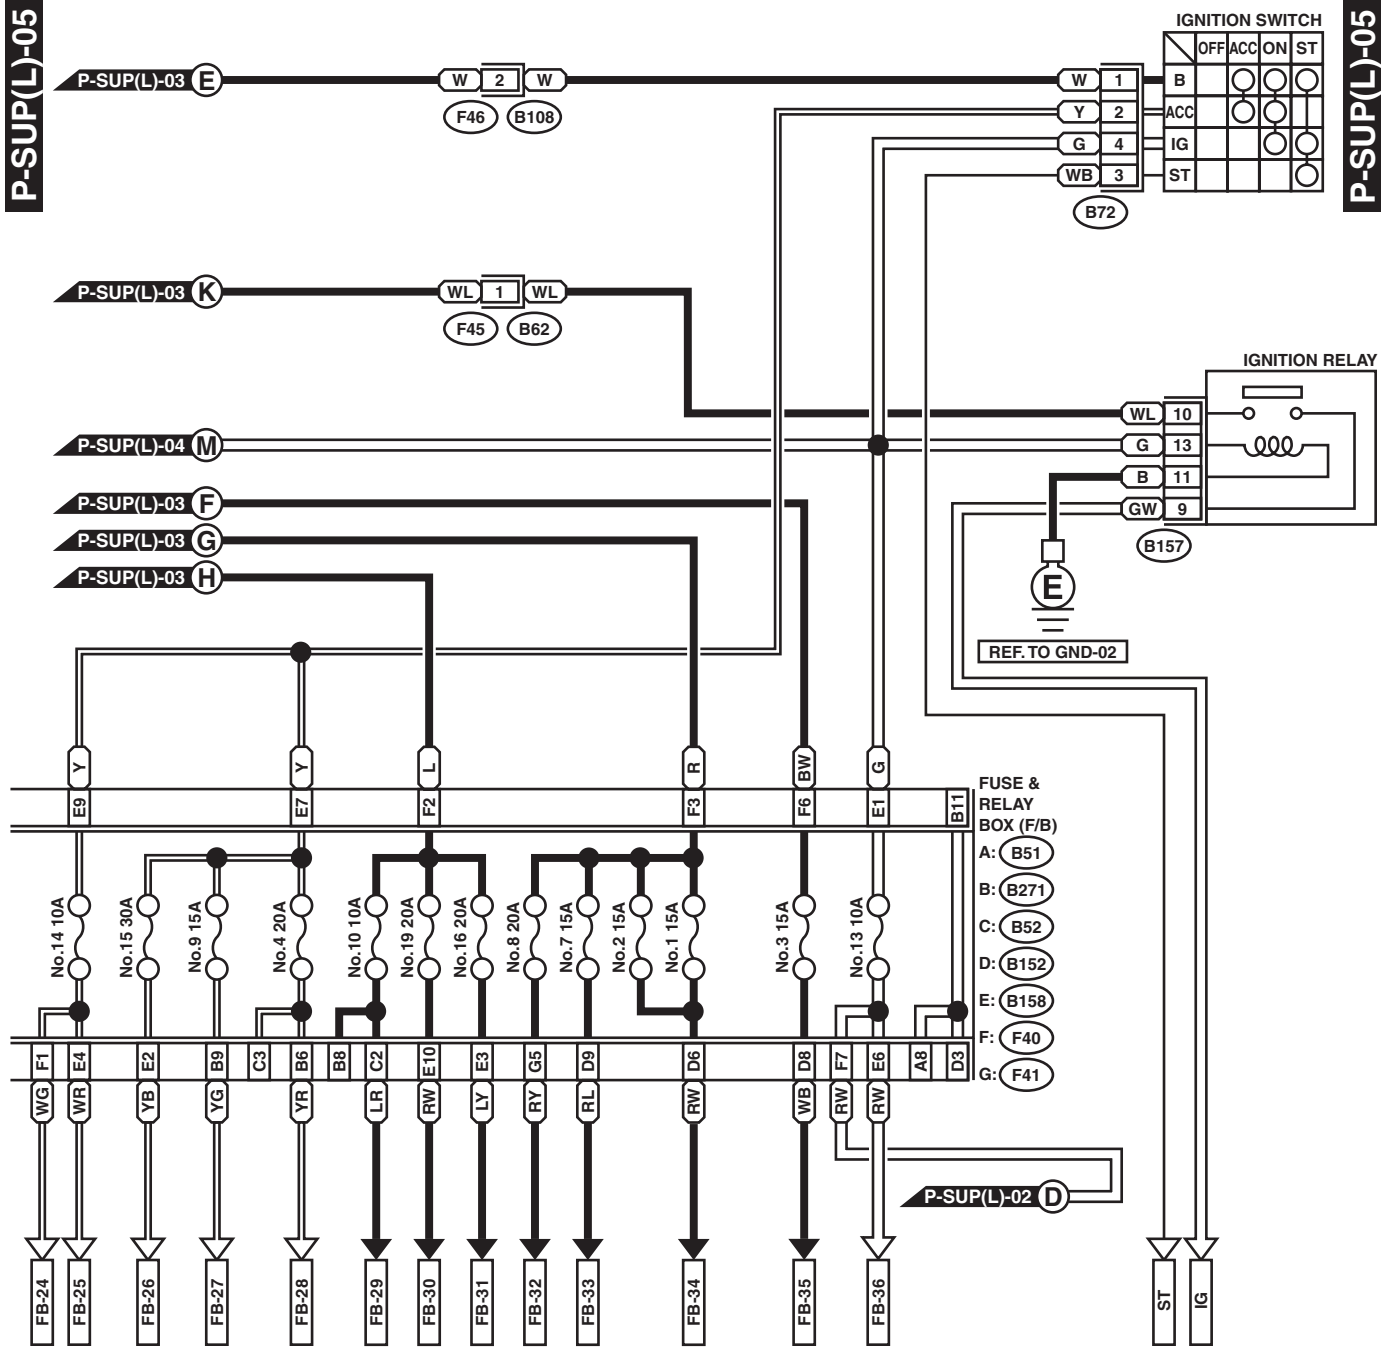 P-SUP(L)-05
P-SUP(L)-05
IGNITION SWITCH
OFF ACC ON ST
P-SUP(L)-03 E W 2 W W 1 B
F46 B108
Y 2 ACC
G 4 IG
WB 3 ST
B72
P-SUP(L)-03 K WL 1 WL
F45 B62
IGNITION RELAY
WL 10
P-SUP(L)-04 M G 13
B 11
P-SUP(L)-03 F GW 9
P-SUP(L)-03 G B157
P-SUP(L)-03 H
E
REF. TO GND-02
Y Y L R BW G
E9 E7 F2 F3 F6 E1 B11
FUSE &
RELAY
BOX (F/B)
A: B51
B: B271
C: B52
D: B152
E: B158
F: F40
G: F41
No.14 10A
No.15 30A
No.9 15A
No.4 20A
No.10 10A
No.19 20A
No.16 20A
No.8 20A
No.7 15A
No.2 15A
No.1 15A
No.3 15A
No.13 10A
F1 E4 E2 B9 C3 B6 B8 C2 E10 E3 G5 D9 D6 D8 F7 E6 A8 D3
WG WR YB YG YR LR RW LY RY RL RW WB RW RW
P-SUP(L)-02 D
FB-24 FB-25 FB-26 FB-27 FB-28 FB-29 FB-30 FB-31 FB-32 FB-33 FB-34 FB-35 FB-36 ST IG